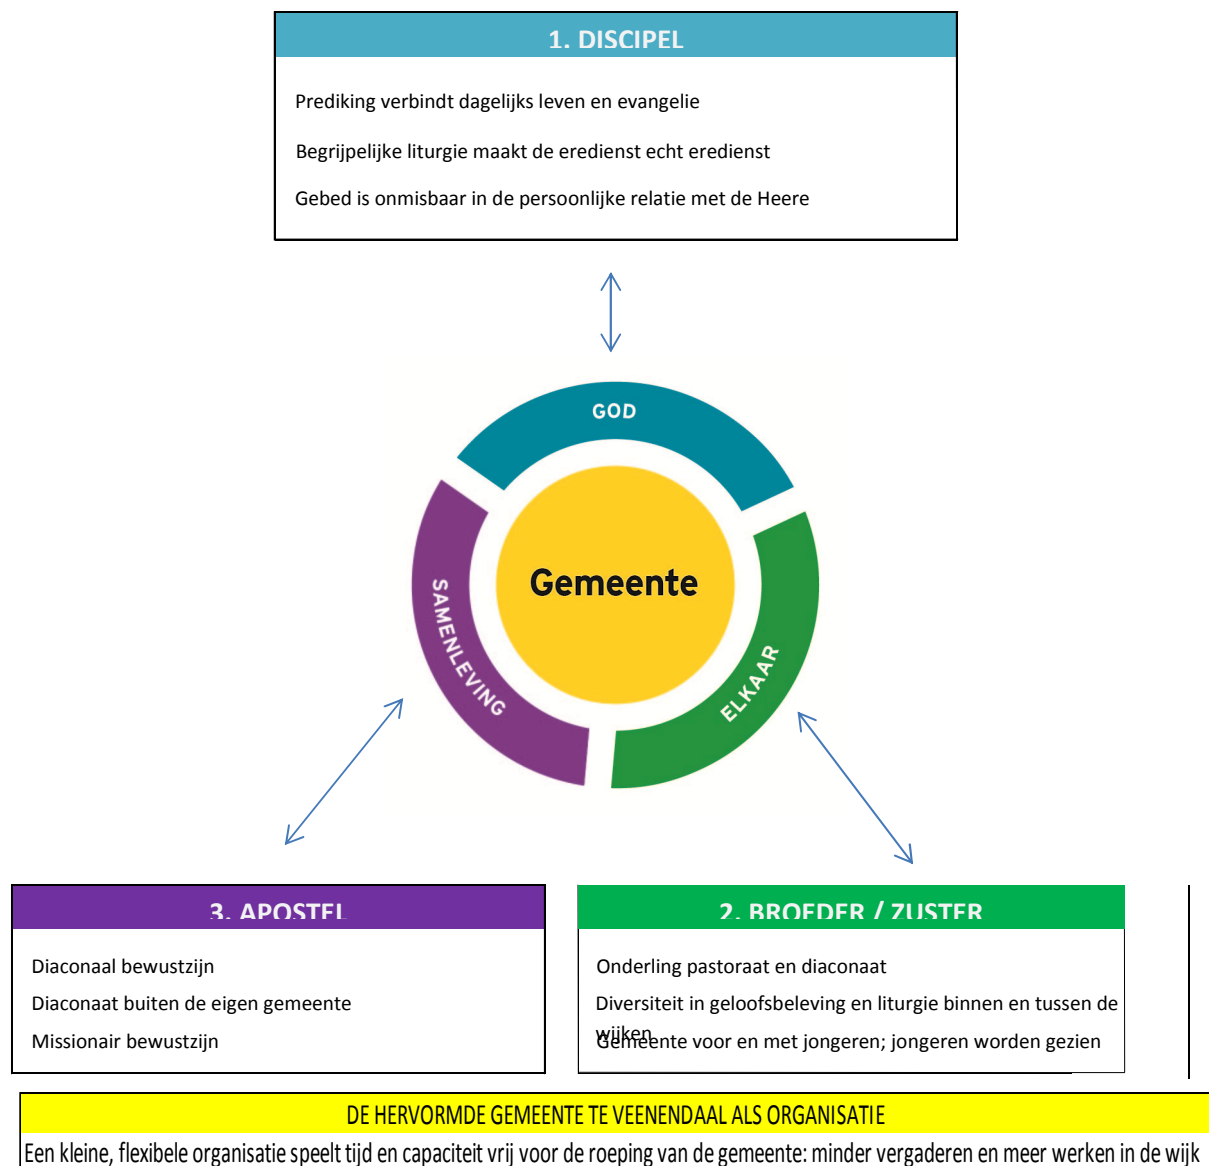 1. DISCIPEL
Prediking verbindt dagelijks leven en evangelie
Begrijpelijke liturgie maakt de eredienst echt eredienst
Gebed is onmisbaar in de persoonlijke relatie met de Heere
GOD
Gemeente
SAMENLEVING
ELKAAR
3. APOSTEL
Diaconaal bewustzijn
Diaconaat buiten de eigen gemeente
Missionair bewustzijn
2. BROEDER / ZUSTER
Onderling pastoraat en diaconaat
Diversiteit in geloofsbeleving en liturgie binnen en tussen de
wijken
Gemeente voor en met jongeren; jongeren worden gezien
DE HERVORMDE GEMEENTE TE VEENENDAAL ALS ORGANISATIE
Een kleine, flexibele organisatie speelt tijd en capaciteit vrij voor de roeping van de gemeente: minder vergaderen en meer werken in de wijk